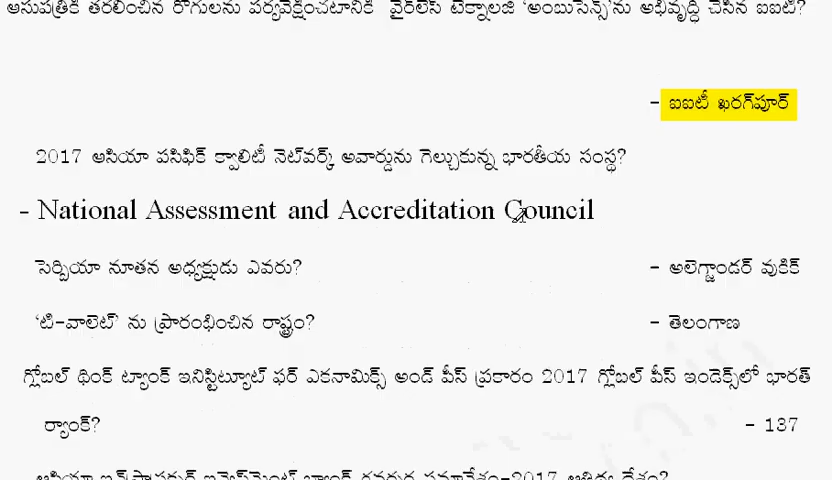 ఆసుపత్రికి తరలించిన రోగులను పర్యవేక్షించటానికి వైర్‌లెస్ టెక్నాలజీ ‘అంబుసెన్స్’ను అభివృద్ధి చేసిన ఐఐటి?
- ఐఐటీ ఖరగ్‌పూర్
2017 ఆసియా పసిఫిక్ క్వాలిటీ నెట్‌వర్క్ అవార్డును గెల్చుకున్న భారతీయ సంస్థ?
- National Assessment and Accreditation Council
సెర్బియా నూతన అధ్యక్షుడు ఎవరు? - అలెగ్జాండర్ వుకిక్
‘టి-వాలెట్’ ను ప్రారంభించిన రాష్ట్రం? - తెలంగాణ
గ్లోబల్ థింక్ ట్యాంక్ ఇనిస్టిట్యూట్ ఫర్ ఎకనామిక్స్ అండ్ పీస్ ప్రకారం 2017 గ్లోబల్ పీస్ ఇండెక్స్‌లో భారత్
ర్యాంక్? - 137